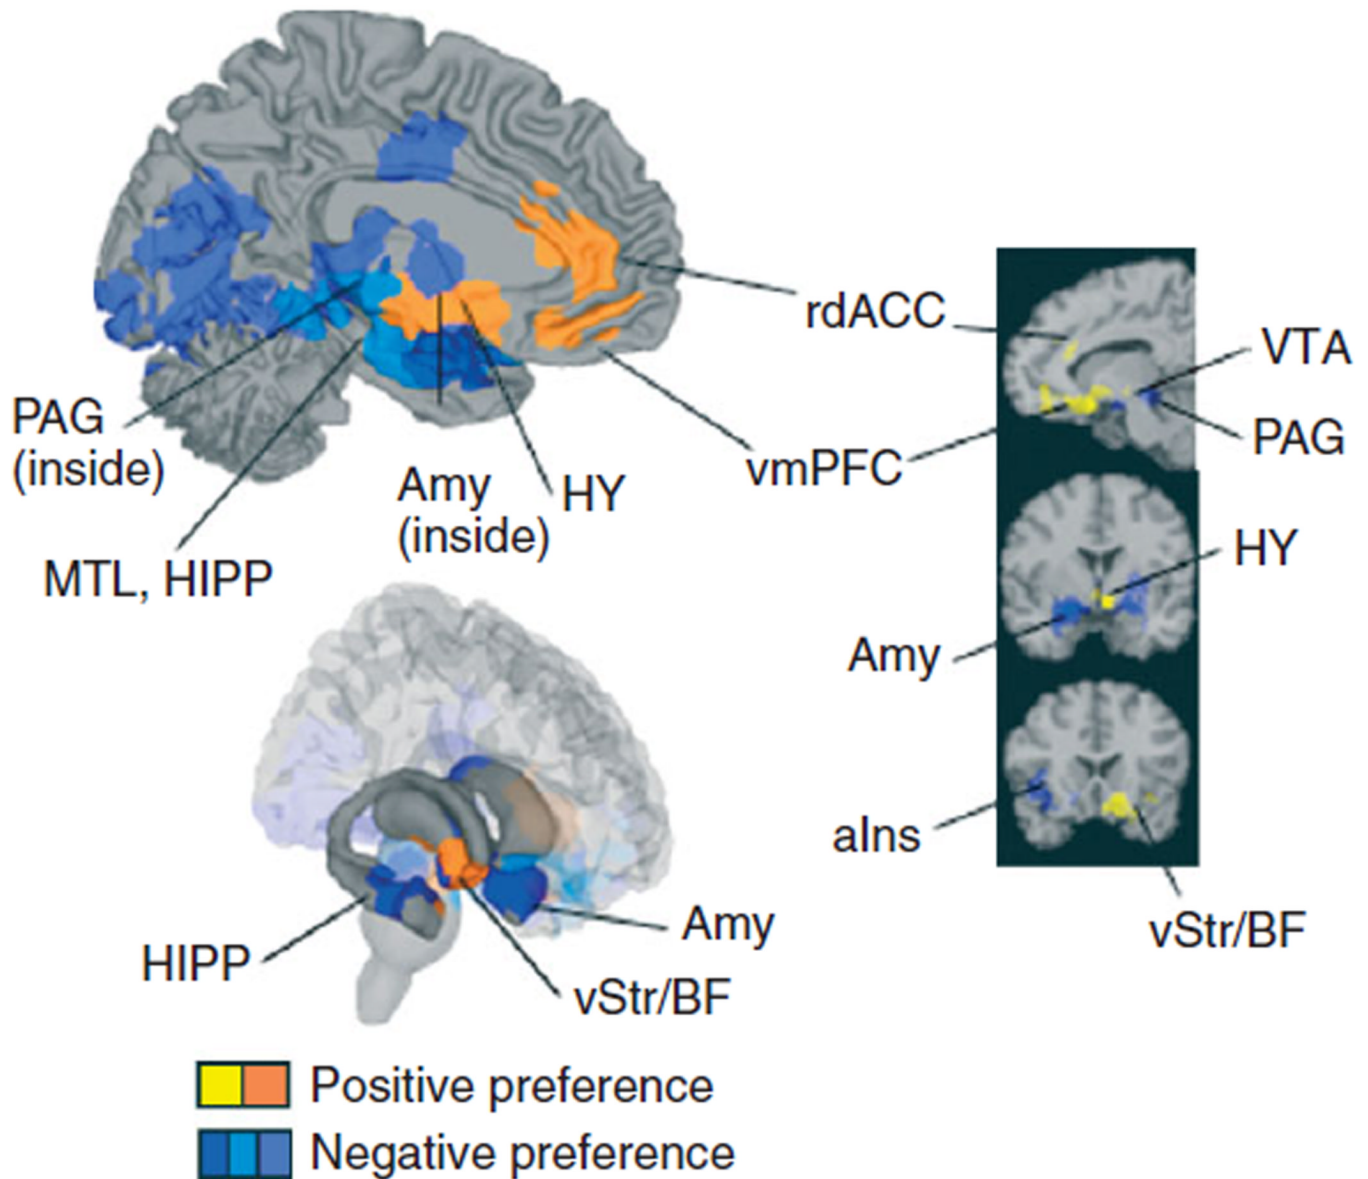 rdACC
VTA
PAG
(inside)
PAG
vmPFC
Amy
(inside)
HY
MTL, HIPP
HY
Amy
aIns
HIPP
Amy
vStr/BF
vStr/BF
Positive preference
Negative preference